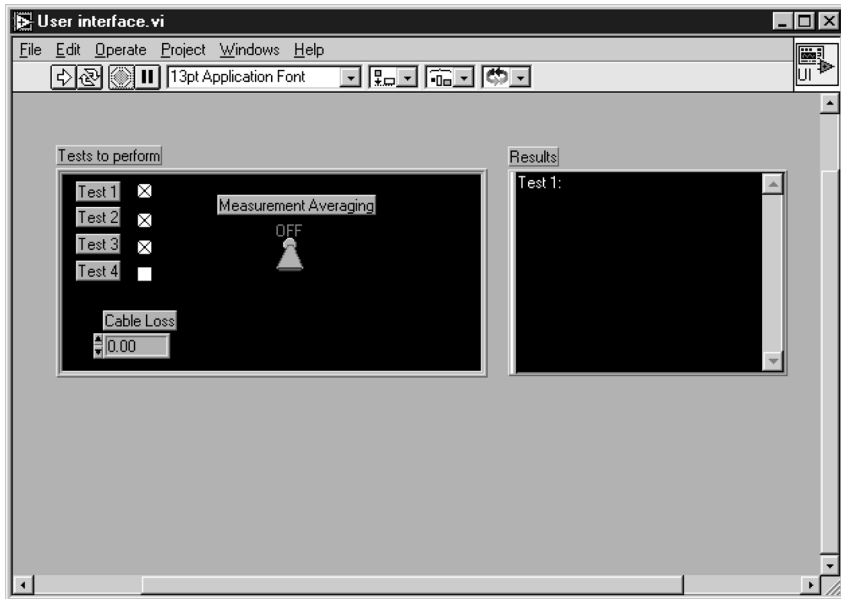 User interface.vi
File Edit Operate Project Windows Help
13pt Application Font
UI
Tests to perform
Results
Test 1
Test 2
Test 3
Test 4
Measurement Averaging
OFF
Cable Loss
0.00
Test 1: